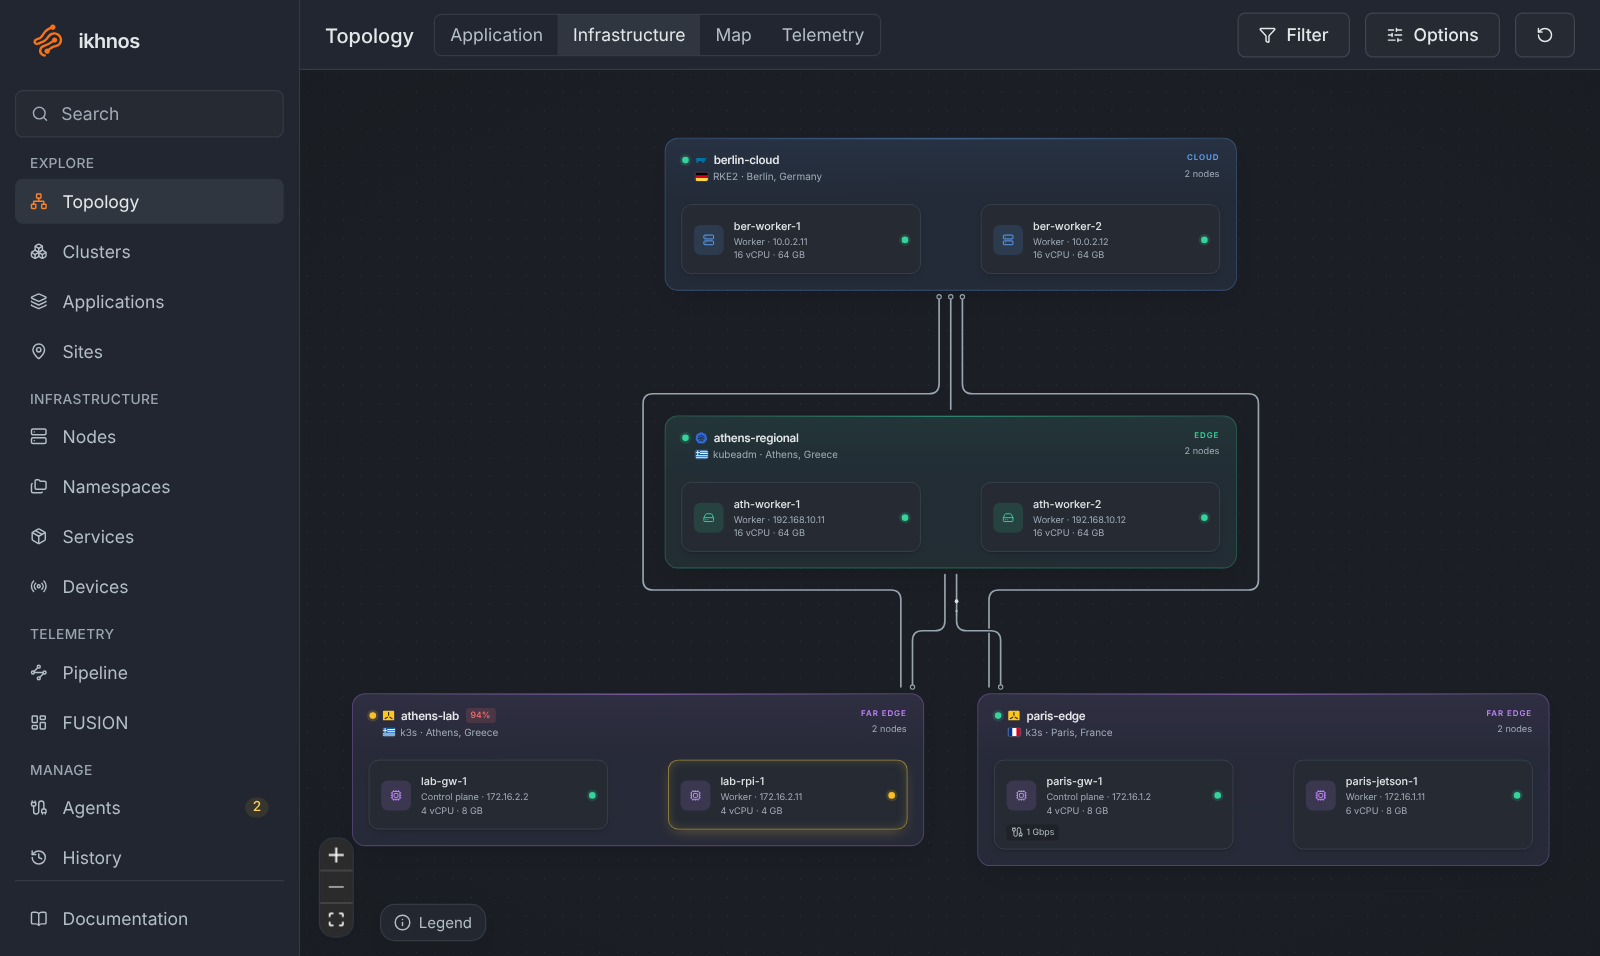 ikhnos
Search
EXPLORE
Topology
Clusters
Applications
Sites
INFRASTRUCTURE
Nodes
Namespaces
Services
Devices
TELEMETRY
Pipeline
FUSION
MANAGE
Agents 2
History
Documentation
Topology Application Infrastructure Map Telemetry Filter Options
berlin-cloud CLOUD
RKE2 · Berlin, Germany 2 nodes
ber-worker-1
Worker · 10.0.2.11
16 vCPU · 64 GB
ber-worker-2
Worker · 10.0.2.12
16 vCPU · 64 GB
athens-regional EDGE
kubeadm · Athens, Greece 2 nodes
ath-worker-1
Worker · 192.168.10.11
16 vCPU · 64 GB
ath-worker-2
Worker · 192.168.10.12
16 vCPU · 64 GB
athens-lab 94% FAR EDGE
k3s · Athens, Greece 2 nodes
lab-gw-1
Control plane · 172.16.2.2
4 vCPU · 8 GB
lab-rpi-1
Worker · 172.16.2.11
4 vCPU · 4 GB
paris-edge FAR EDGE
k3s · Paris, France 2 nodes
paris-gw-1
Control plane · 172.16.1.2
4 vCPU · 8 GB
1 Gbps
paris-jetson-1
Worker · 172.16.1.11
6 vCPU · 8 GB
Legend